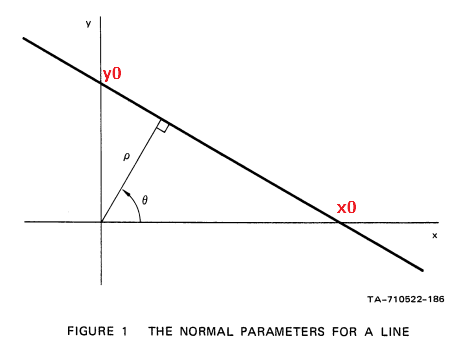 y
y0
ρ
θ
x0
x
TA-710522-186
FIGURE 1 THE NORMAL PARAMETERS FOR A LINE